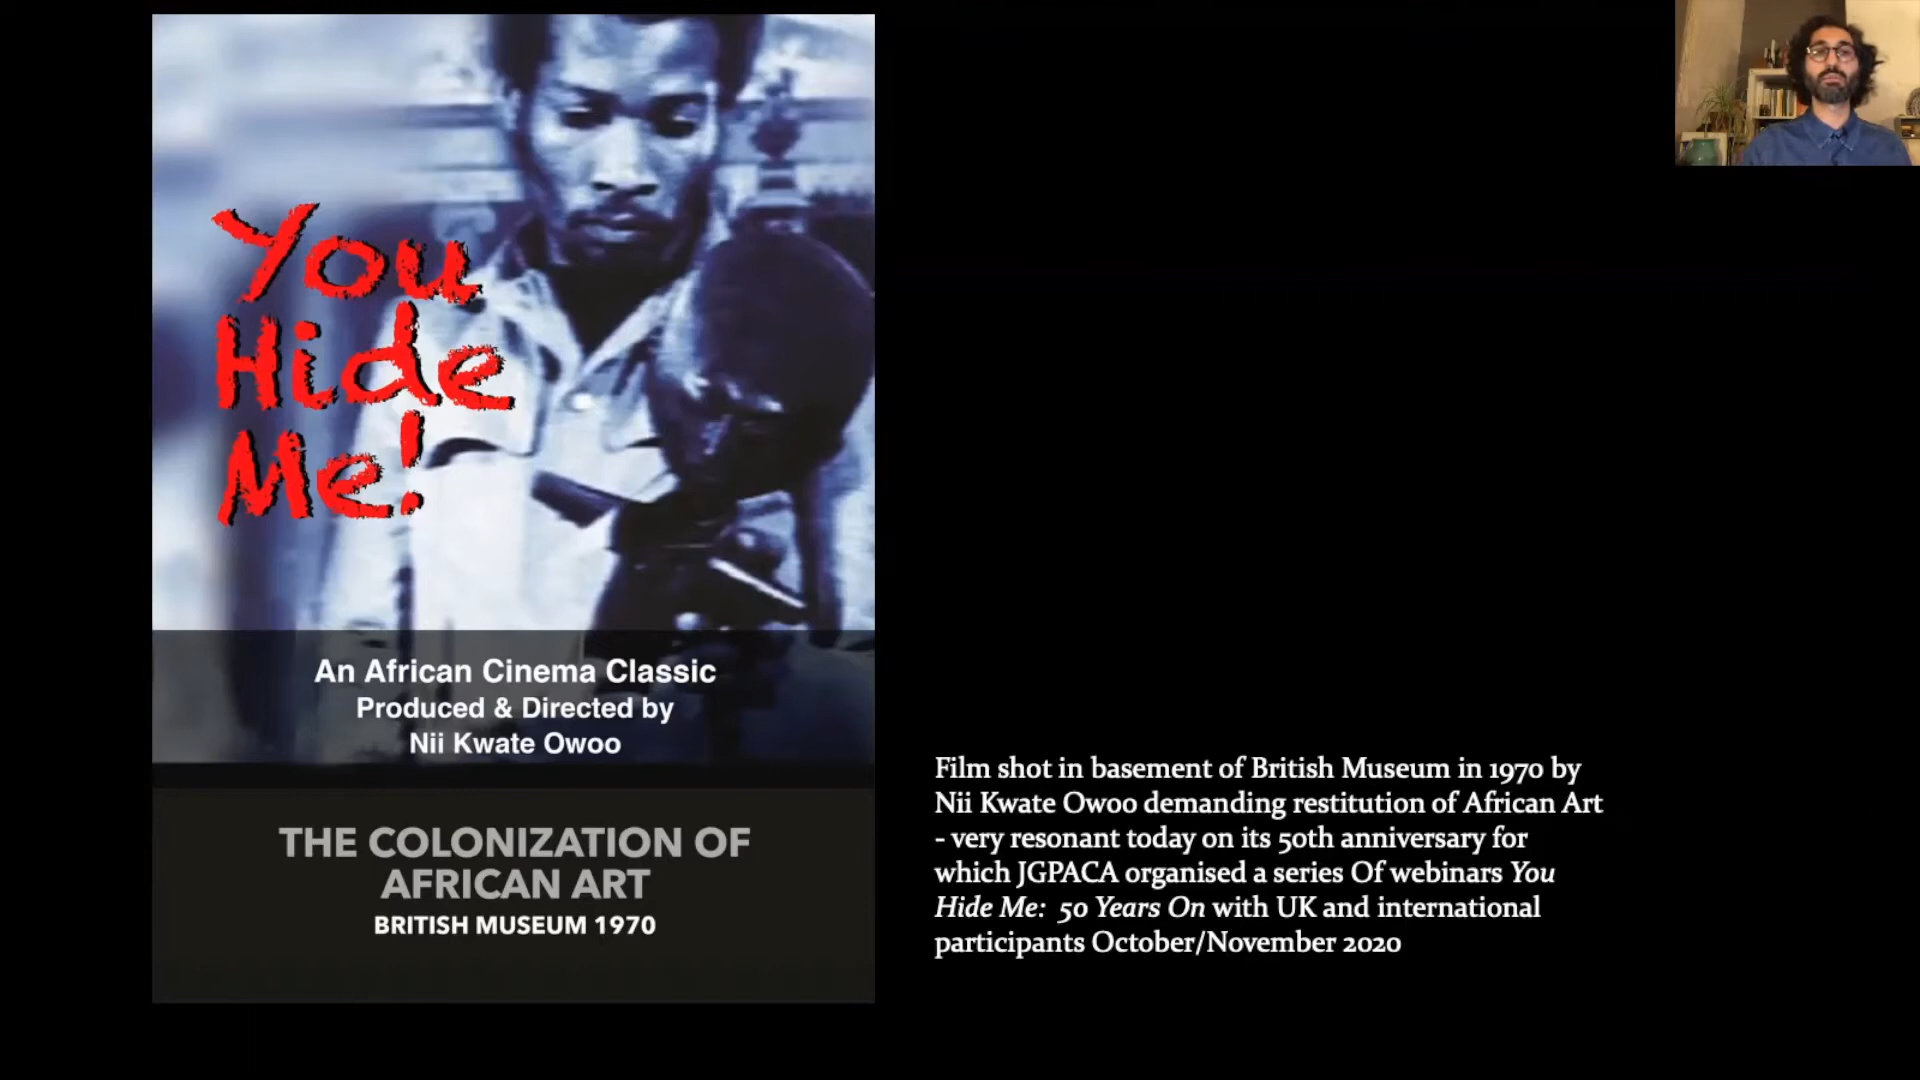 You
Hide
Me!
An African Cinema Classic
Produced & Directed by
Nii Kwate Owoo
THE COLONIZATION OF
AFRICAN ART
BRITISH MUSEUM 1970
Film shot in basement of British Museum in 1970 by
Nii Kwate Owoo demanding restitution of African Art
- very resonant today on its 50th anniversary for
which JGPACA organised a series Of webinars You
Hide Me: 50 Years On with UK and international
participants October/November 2020